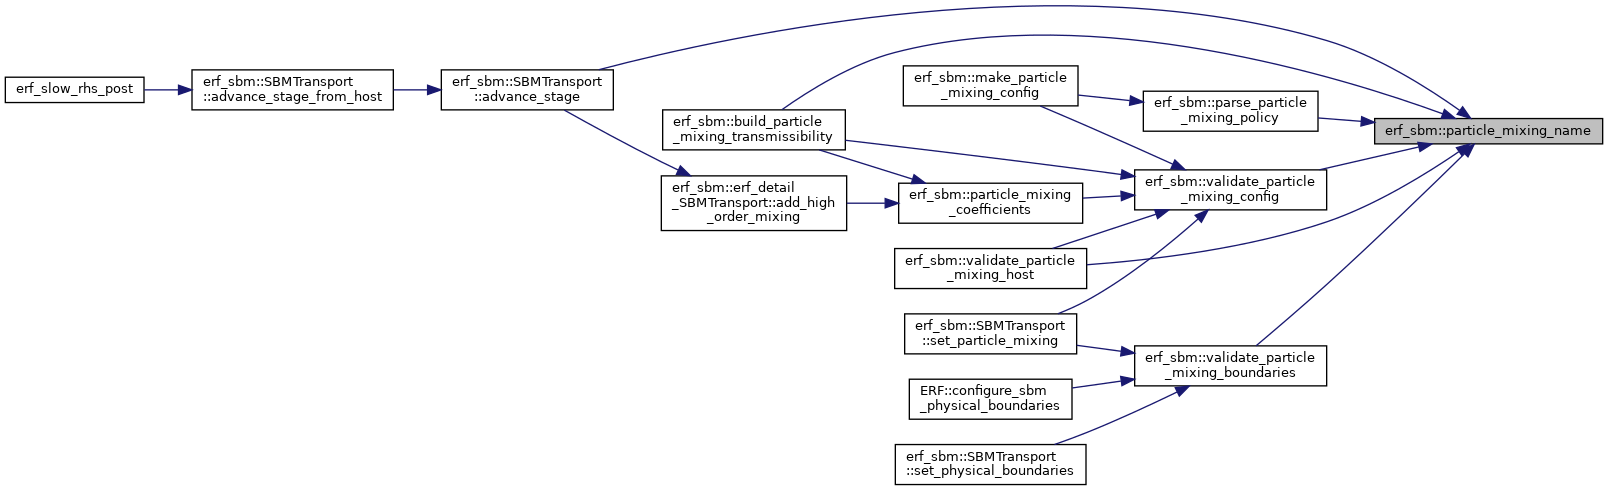 erf_slow_rhs_post
erf_sbm::SBMTransport
::advance_stage_from_host
erf_sbm::SBMTransport
::advance_stage
erf_sbm::build_particle
_mixing_transmissibility
erf_sbm::erf_detail
_SBMTransport::add_high
_order_mixing
erf_sbm::make_particle
_mixing_config
erf_sbm::particle_mixing
_coefficients
erf_sbm::validate_particle
_mixing_host
erf_sbm::SBMTransport
::set_particle_mixing
ERF::configure_sbm
_physical_boundaries
erf_sbm::SBMTransport
::set_physical_boundaries
erf_sbm::parse_particle
_mixing_policy
erf_sbm::validate_particle
_mixing_config
erf_sbm::validate_particle
_mixing_boundaries
erf_sbm::particle_mixing_name